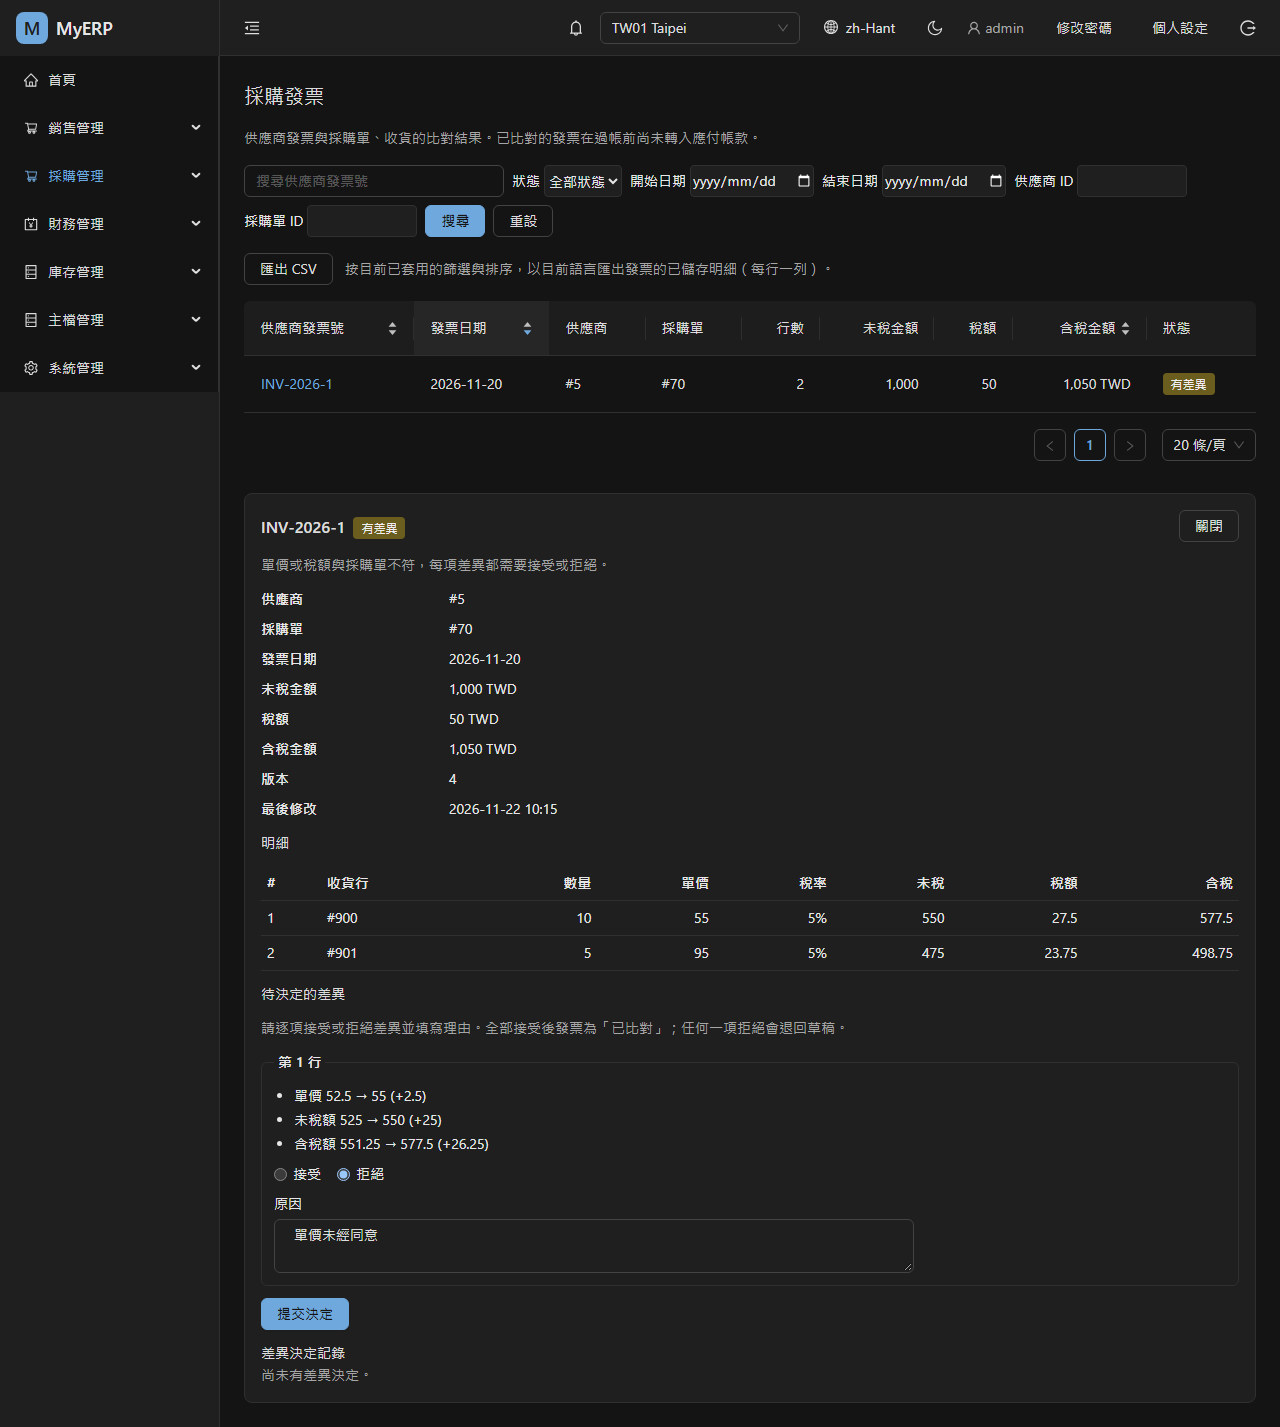 M MyERP
TW01 Taipei zh-Hant admin 修改密碼 個人設定
首頁
銷售管理
採購管理
財務管理
庫存管理
主檔管理
系統管理
採購發票
供應商發票與採購單、收貨的比對結果。已比對的發票在過帳前尚未轉入應付帳款。
搜尋供應商發票號 狀態 全部狀態 開始日期 yyyy/mm/dd 結束日期 yyyy/mm/dd 供應商 ID
採購單 ID 搜尋 重設
匯出 CSV 按目前已套用的篩選與排序，以目前語言匯出發票的已儲存明細（每行一列）。
供應商發票號 發票日期 供應商 採購單 行數 未稅金額 稅額 含稅金額 狀態
INV-2026-1 2026-11-20 #5 #70 2 1,000 50 1,050 TWD 有差異
< 1 > 20 條/頁
INV-2026-1 有差異 關閉
單價或稅額與採購單不符，每項差異都需要接受或拒絕。
供應商 #5
採購單 #70
發票日期 2026-11-20
未稅金額 1,000 TWD
稅額 50 TWD
含稅金額 1,050 TWD
版本 4
最後修改 2026-11-22 10:15
明細
# 收貨行 數量 單價 稅率 未稅 稅額 含稅
1 #900 10 55 5% 550 27.5 577.5
2 #901 5 95 5% 475 23.75 498.75
待決定的差異
請逐項接受或拒絕差異並填寫理由。全部接受後發票為「已比對」；任何一項拒絕會退回草稿。
第 1 行
• 單價 52.5 → 55 (+2.5)
• 未稅額 525 → 550 (+25)
• 含稅額 551.25 → 577.5 (+26.25)
接受 拒絕
原因
單價未經同意
提交決定
差異決定記錄
尚未有差異決定。